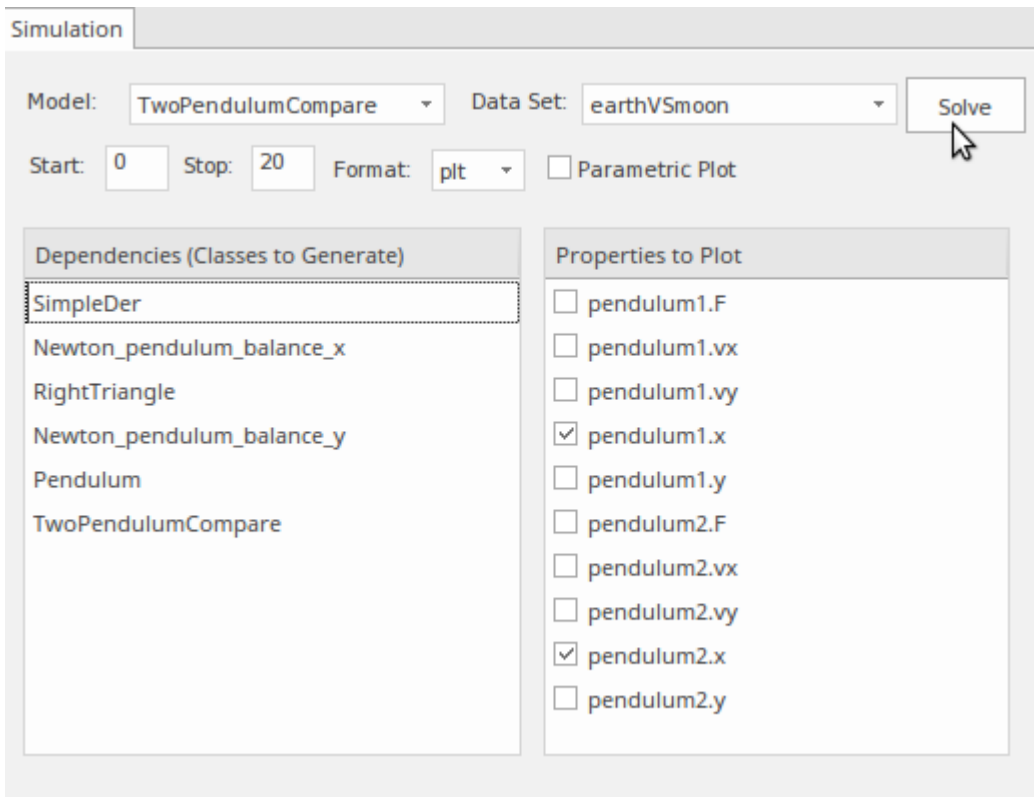 Simulation
Model: TwoPendulumCompare Data Set: earthVSmoon Solve
Start: 0 Stop: 20 Format: plt Parametric Plot
Dependencies (Classes to Generate)
SimpleDer
Newton_pendulum_balance_x
RightTriangle
Newton_pendulum_balance_y
Pendulum
TwoPendulumCompare
Properties to Plot
pendulum1.F
pendulum1.vx
pendulum1.vy
pendulum1.x
pendulum1.y
pendulum2.F
pendulum2.vx
pendulum2.vy
pendulum2.x
pendulum2.y